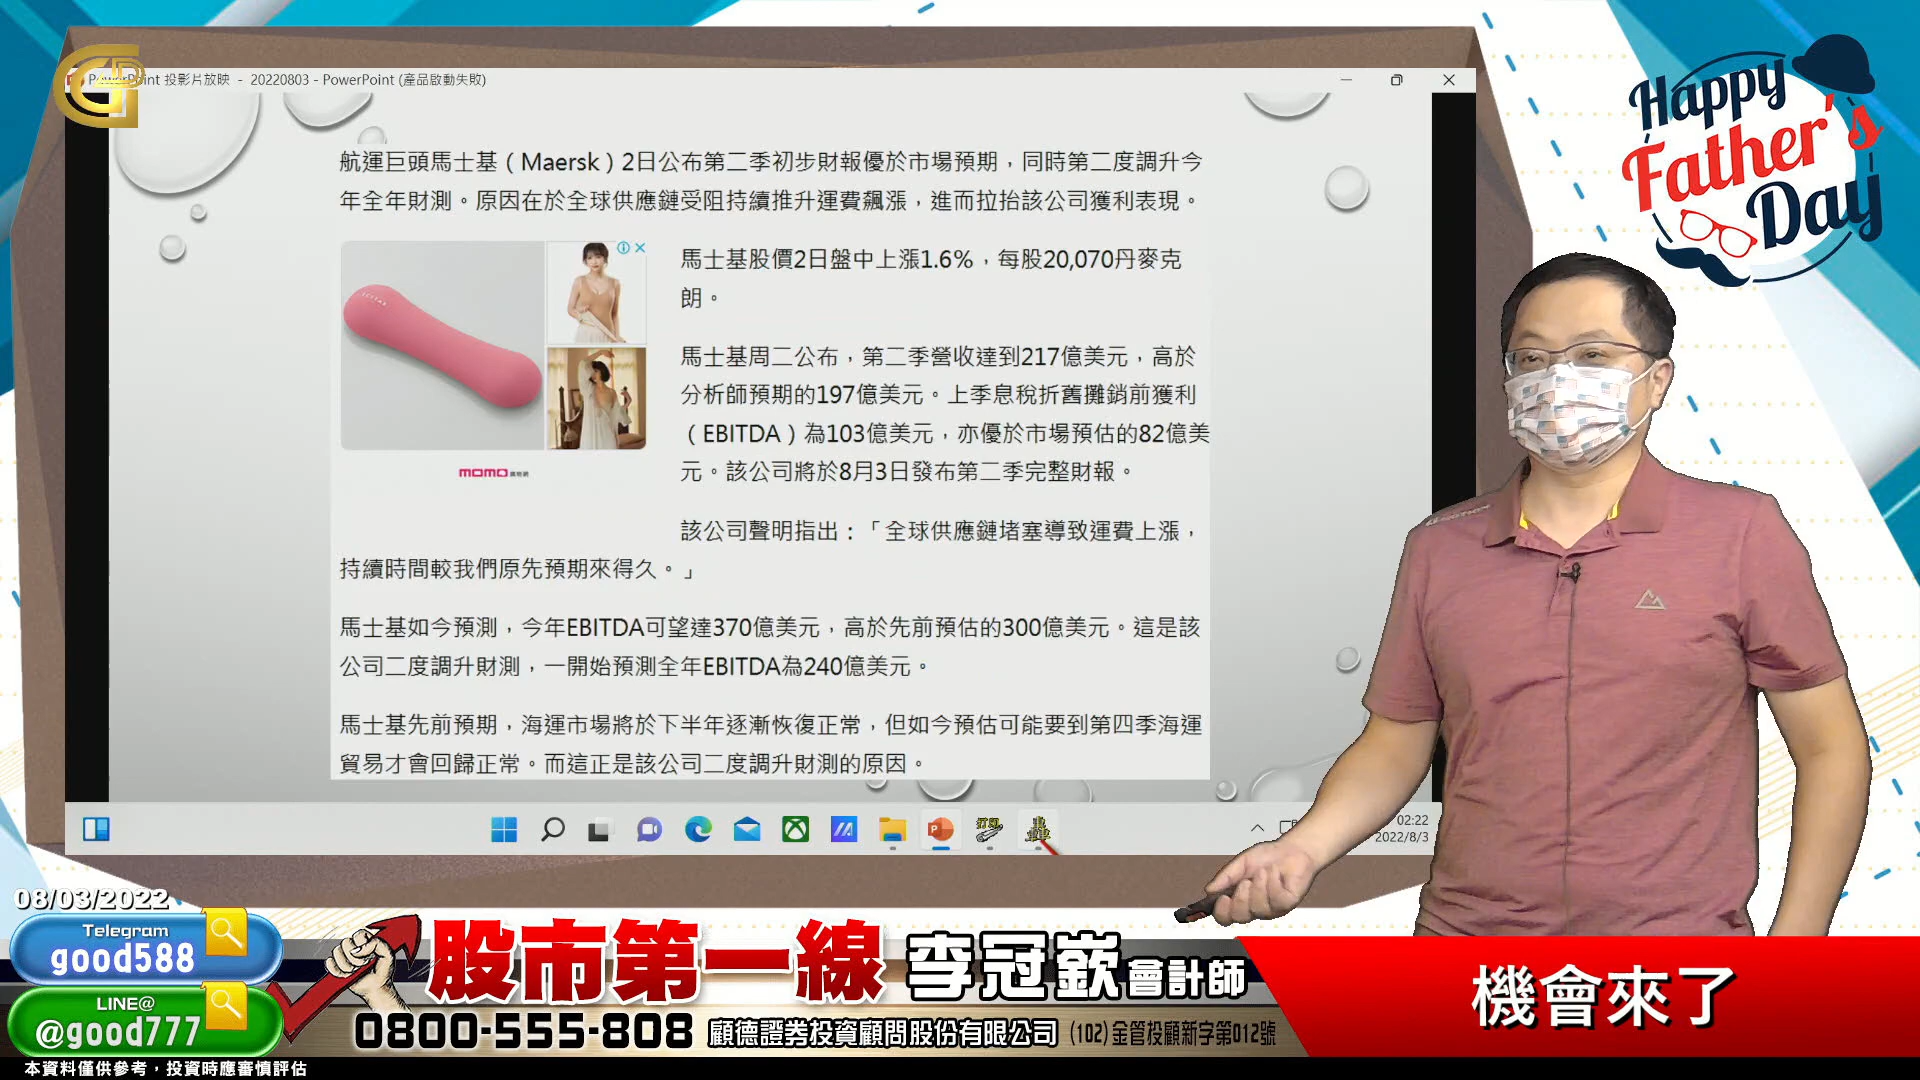 PowerPoint 投影片放映 - 20220803 - PowerPoint (產品啟動失敗)
Happy
Father's
Day
航運巨頭馬士基（Maersk）2日公布第二季初步財報優於市場預期，同時第二度調升今
年全年財測。原因在於全球供應鏈受阻持續推升運費飆漲，進而拉抬該公司獲利表現。
馬士基股價2日盤中上漲1.6%，每股20,070丹麥克
朗。
馬士基周二公布，第二季營收達到217億美元，高於
分析師預期的197億美元。上季息稅折舊攤銷前獲利
（EBITDA）為103億美元，亦優於市場預估的82億美
元。該公司將於8月3日發布第二季完整財報。
momo購物網
該公司聲明指出：「全球供應鏈堵塞導致運費上漲，
持續時間較我們原先預期來得久。」
馬士基如今預測，今年EBITDA可望達370億美元，高於先前預估的300億美元。這是該
公司二度調升財測，一開始預測全年EBITDA為240億美元。
馬士基先前預期，海運市場將於下半年逐漸恢復正常，但如今預估可能要到第四季海運
貿易才會回歸正常。而這正是該公司二度調升財測的原因。
02:22
2022/8/3
08/03/2022
Telegram
good588
LINE@
@good777
股市第一線 李冠嶔 會計師
0800-555-808 顧德證券投資顧問股份有限公司 (102)金管投顧新字第012號
機會來了
本資料僅供參考，投資時應審慎評估